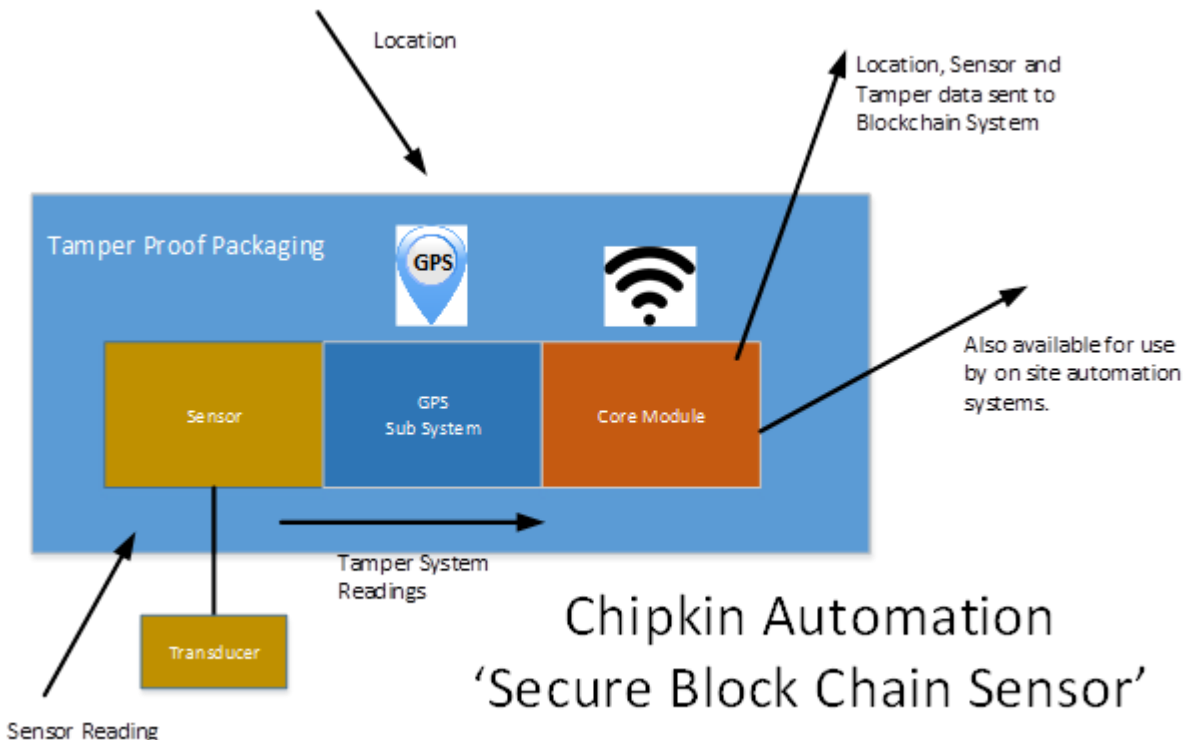 Location
Location, Sensor and
Tamper data sent to
Blockchain System
Tamper Proof Packaging
GPS
Also available for use
by on site automation
systems.
Sensor
GPS
Sub System
Core Module
Tamper System
Readings
Transducer
Chipkin Automation
‘Secure Block Chain Sensor’
Sensor Reading